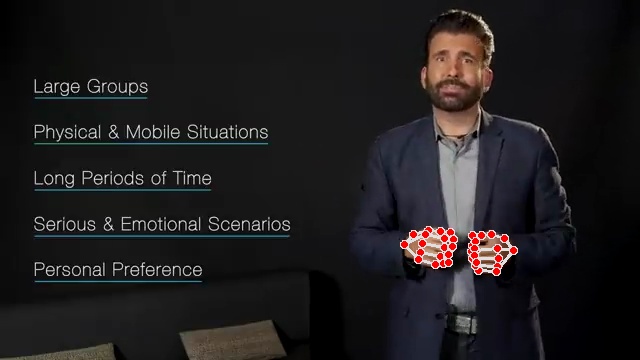 Large Groups
Physical & Mobile Situations
Long Periods of Time
Serious & Emotional Scenarios
Personal Preference